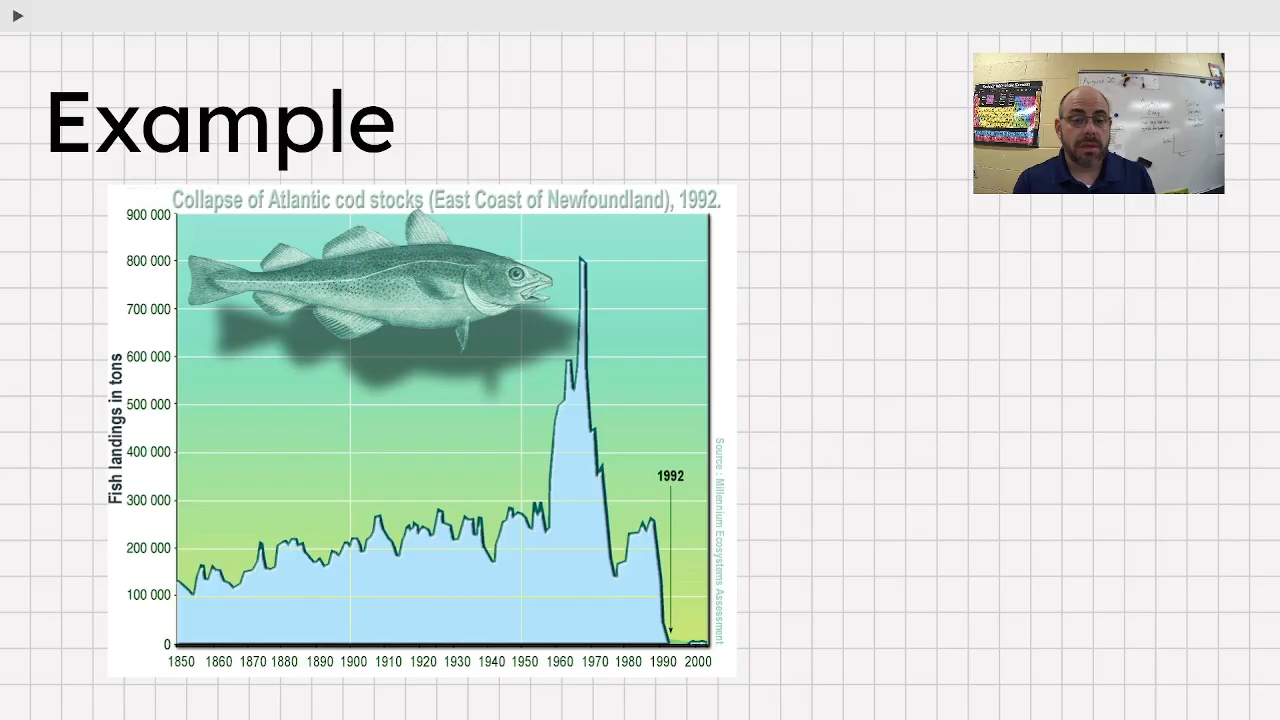 Example
Collapse of Atlantic cod stocks (East Coast of Newfoundland), 1992.
900 000
800 000
700 000
600 000
500 000
400 000
300 000
200 000
100 000
0
Fish landings in tons
1992
Source : Millennium Ecosystems Assessment
1850 1860 1870 1880 1890 1900 1910 1920 1930 1940 1950 1960 1970 1980 1990 2000
August 20